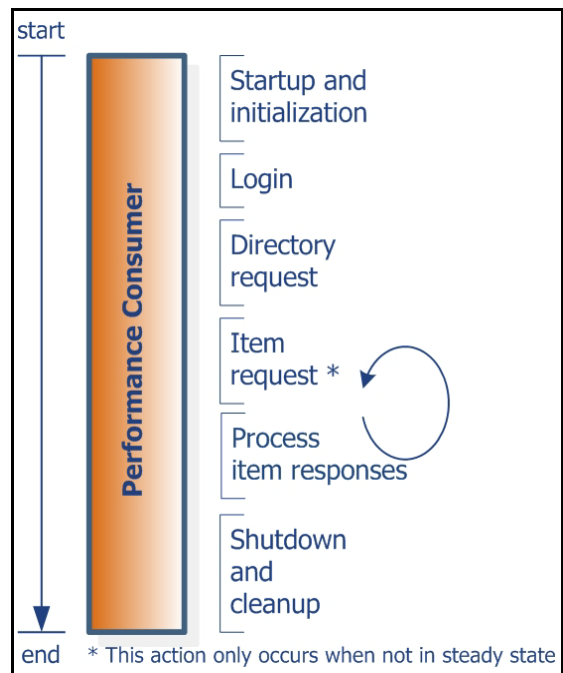 start
Performance Consumer
Startup and
initialization
Login
Directory
request
Item
request *
Process
item responses
Shutdown
and
cleanup
end
* This action only occurs when not in steady state